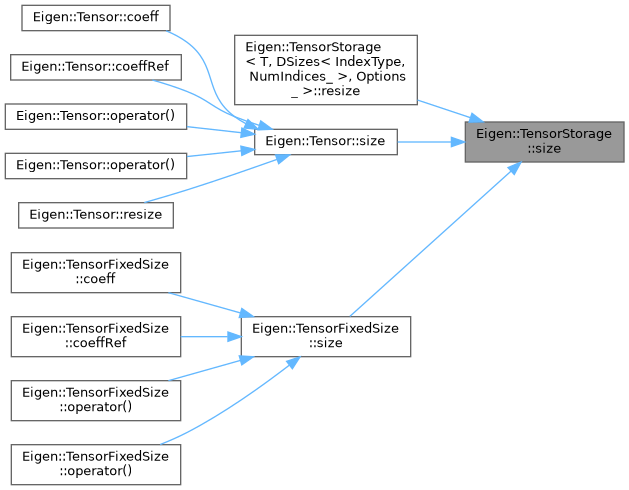 Eigen::Tensor::coeff
Eigen::Tensor::coeffRef
Eigen::Tensor::operator()
Eigen::Tensor::operator()
Eigen::Tensor::resize
Eigen::TensorFixedSize
::coeff
Eigen::TensorFixedSize
::coeffRef
Eigen::TensorFixedSize
::operator()
Eigen::TensorFixedSize
::operator()
Eigen::TensorStorage
< T, DSizes< IndexType,
NumIndices_ >, Options
_ >::resize
Eigen::Tensor::size
Eigen::TensorFixedSize
::size
Eigen::TensorStorage
::size